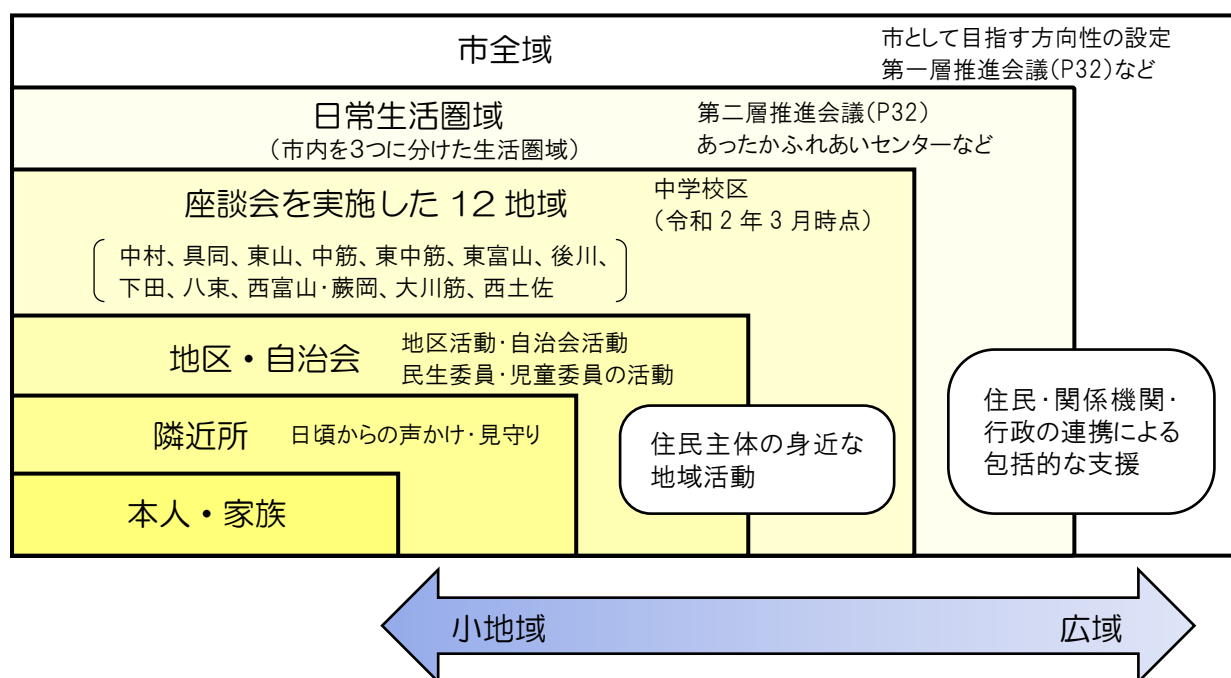 市全域
市として目指す方向性の設定
第一層推進会議(P32)など
日常生活圏域
（市内を3つに分けた生活圏域）
第二層推進会議(P32)
あったかふれあいセンターなど
座談会を実施した 12 地域
中学校区
（令和 2 年 3 月時点）
中村、具同、東山、中筋、東中筋、東富山、後川、
下田、八束、西富山・蕨岡、大川筋、西土佐
地区・自治会
地区活動・自治会活動
民生委員・児童委員の活動
隣近所
日頃からの声かけ・見守り
本人・家族
住民主体の身近な
地域活動
住民・関係機関・
行政の連携による
包括的な支援
小地域
広域